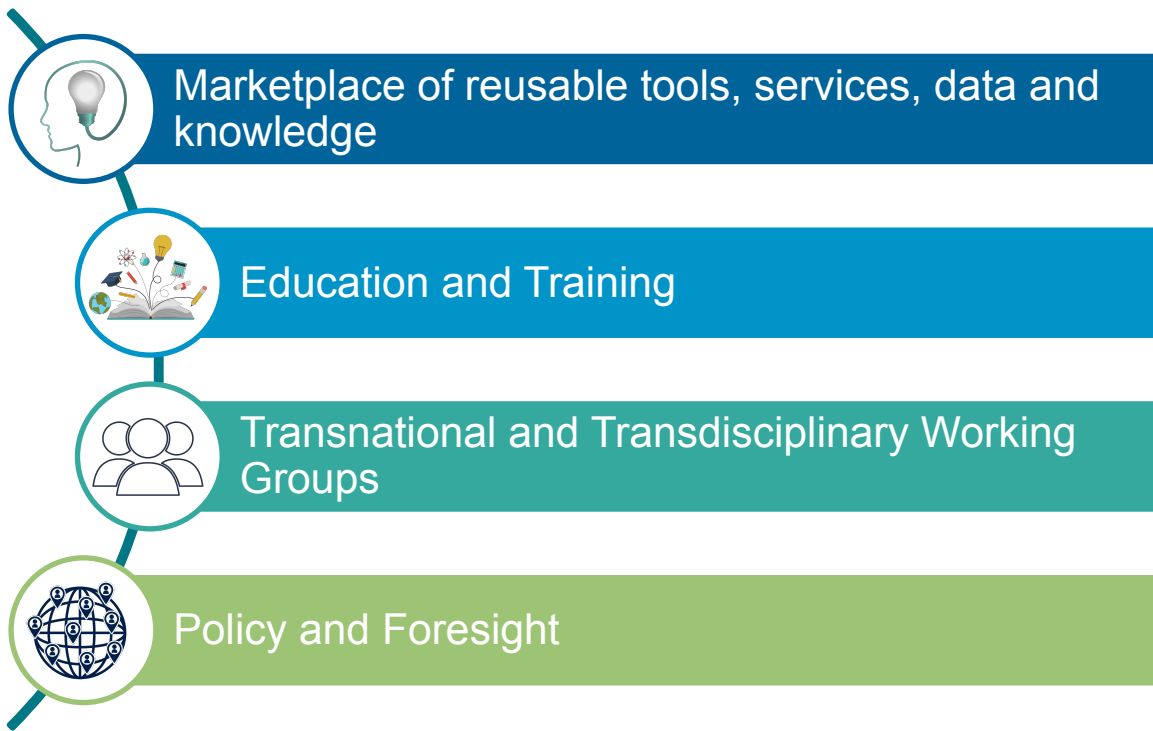 Marketplace of reusable tools, services, data and
knowledge
Education and Training
Transnational and Transdisciplinary Working
Groups
Policy and Foresight